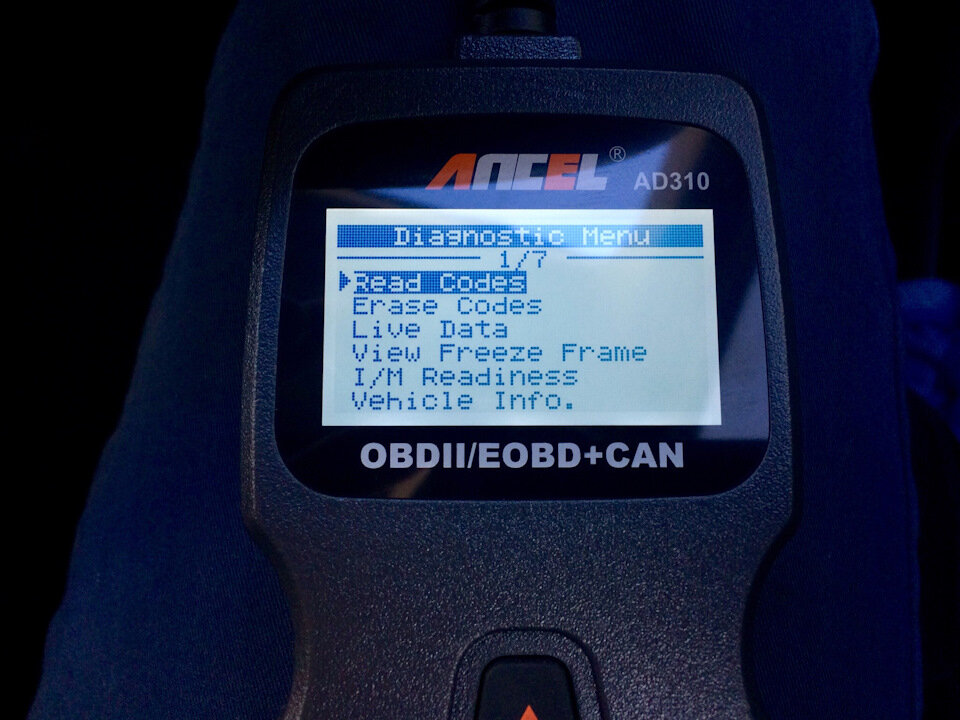 ANCEL®
AD310
Diagnostic Menu
1/7
Read Codes
Erase Codes
Live Data
View Freeze Frame
I/M Readiness
Vehicle Info.
OBDII/EOBD+CAN